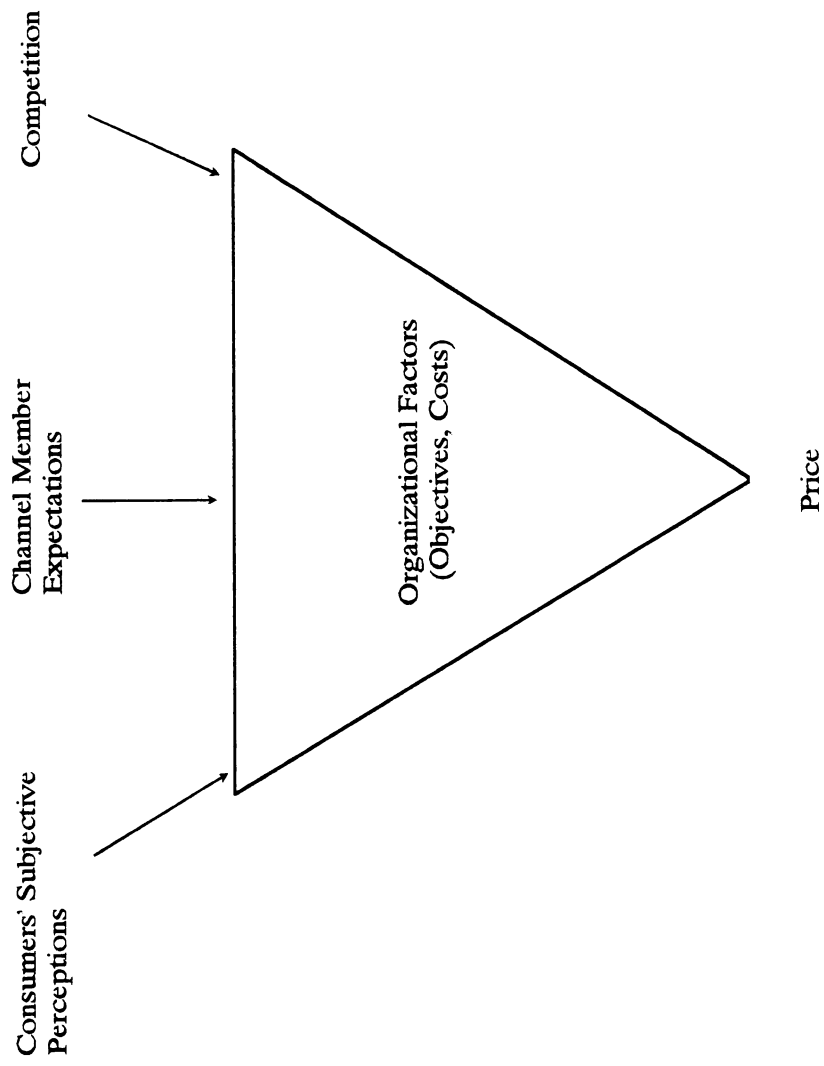 Consumers' Subjective
Perceptions
Channel Member
Expectations
Competition
Organizational Factors
(Objectives, Costs)
Price